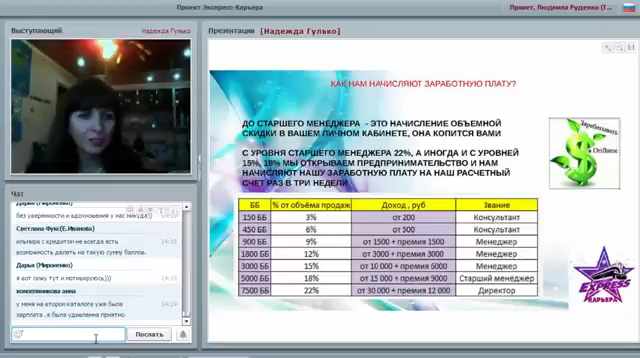 Проект Экспресс-Карьера
Привет, Людмила Руденко (Г...
Выступающий
Надежда Гулько
Презентация [Надежда Гулько]
КАК НАМ НАЧИСЛЯЮТ ЗАРАБОТНУЮ ПЛАТУ?
ДО СТАРШЕГО МЕНЕДЖЕРА - ЭТО НАЧИСЛЕНИЕ ОБЪЕМНОЙ
СКИДКИ В ВАШЕМ ЛИЧНОМ КАБИНЕТЕ, ОНА КОПИТСЯ ВАМИ
С УРОВНЯ СТАРШЕГО МЕНЕДЖЕРА 22%, А ИНОГДА И С УРОВНЕЙ
15%, 18% МЫ ОТКРЫВАЕМ ПРЕДПРИНИМАТЕЛЬСТВО И НАМ
НАЧИСЛЯЮТ НАШУ ЗАРАБОТНУЮ ПЛАТУ НА НАШ РАСЧЕТНЫЙ
СЧЕТ РАЗ В ТРИ НЕДЕЛИ
Зарабатывать
OnЛайн
ББ % от объёма продаж Доход , руб Звание
150 ББ 3% от 200 Консультант
450 ББ 6% от 500 Консультант
900 ББ 9% от 1500 + премия 1500 Менеджер
1800 ББ 12% от 3000 + премия 3000 Менеджер
3000 ББ 15% от 10 000 + премия 6000 Менеджер
5000 ББ 18% от 15 000 + премия 9000 Старший менеджер
7500 ББ 22% от 30 000 + премия 12 000 Директор
EXPRESS
КАРЬЕРА
Чат
без уверенности и вдохновения у нас никуда)))
Светлана Фукс(Е.Иванова) 14:18
ильмира с кредитом не всегда есть
возможность делать на такую сумму баллов.
Дарья (Мироненко)
я вот сижу тут и мотивируюсь)))
коноплянникова анна 14:19
у меня на втором каталоге уже была
зарплата .я была удивлена приятно
Послать